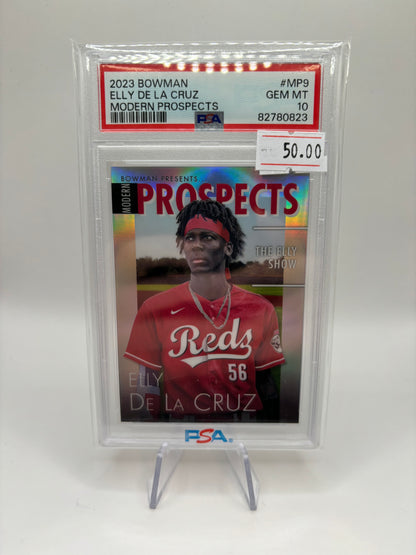 2023 BOWMAN #MP9
ELLY DE LA CRUZ GEM MT
MODERN PROSPECTS 10
PSA 82780823
50.00
BOWMAN PRESENTS
MODERN PROSPECTS
THE ELLY
SHOW
Reds
56
ELLY
DE LA CRUZ
PSA